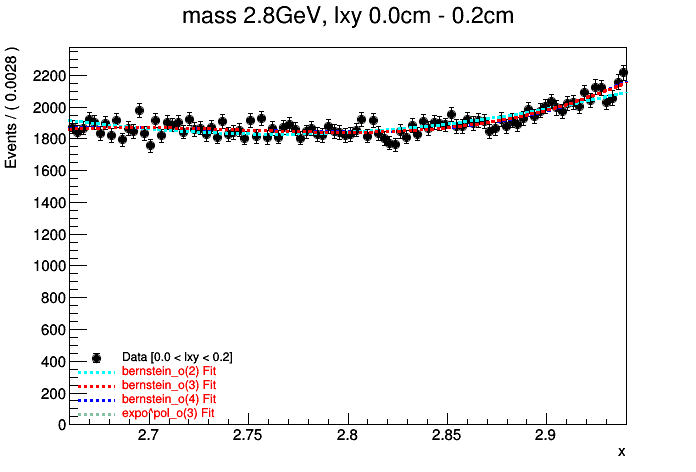 mass 2.8GeV, lxy 0.0cm - 0.2cm
Events / ( 0.0028 )
2200
2000
1800
1600
1400
1200
1000
800
600
400
200
0
Data [0.0 < lxy < 0.2]
bernstein_o(2) Fit
bernstein_o(3) Fit
bernstein_o(4) Fit
expo^pol_o(3) Fit
2.7 2.75 2.8 2.85 2.9
x